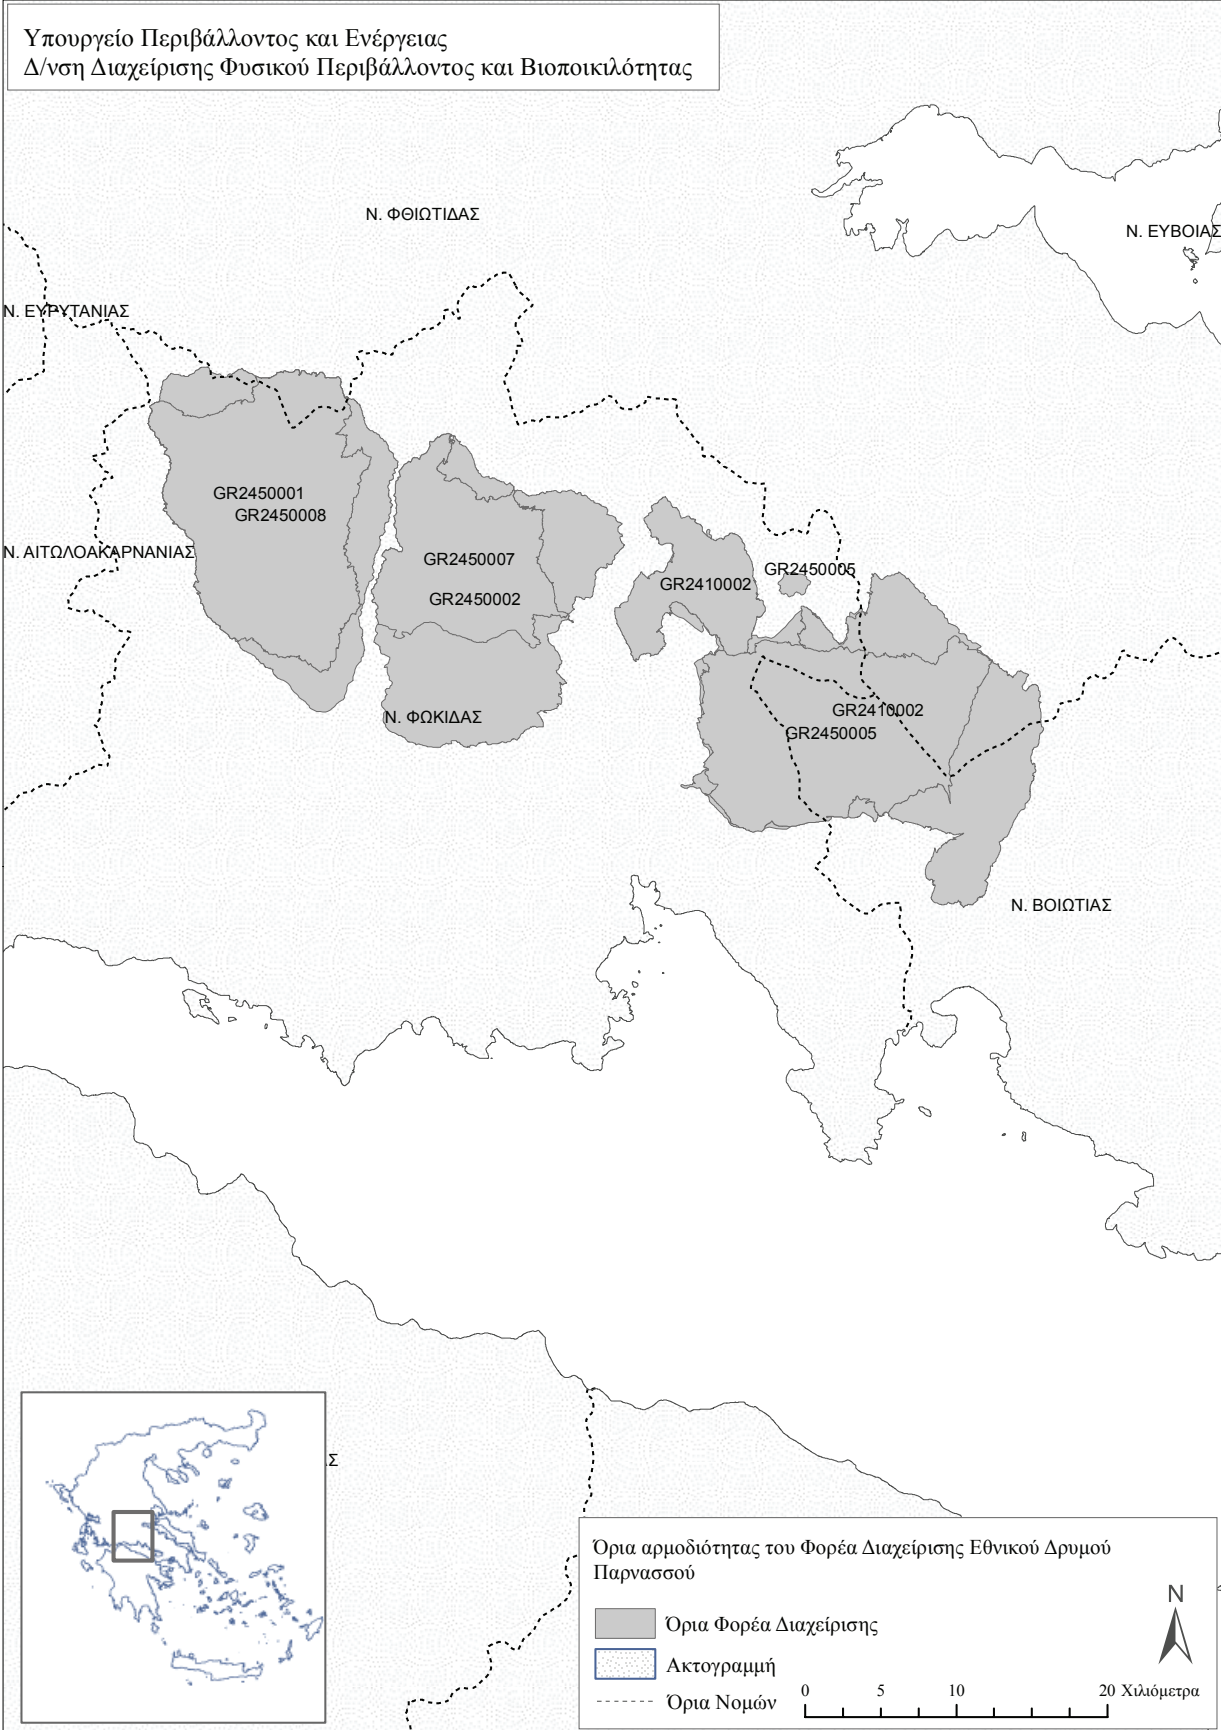 Υπουργείο Περιβάλλοντος και Ενέργειας
Δ/νση Διαχείρισης Φυσικού Περιβάλλοντος και Βιοποικιλότητας
Ν. ΦΘΙΩΤΙΔΑΣ
Ν. ΕΥΒΟΙΑΣ
Ν. ΕΥΡΥΤΑΝΙΑΣ
GR2450001
GR2450008
Ν. ΑΙΤΩΛΟΑΚΑΡΝΑΝΙΑΣ
GR2450007
GR2450002
GR2410002
GR2450005
Ν. ΦΩΚΙΔΑΣ
GR2410002
GR2450005
Ν. ΒΟΙΩΤΙΑΣ
Σ
Όρια αρμοδιότητας του Φορέα Διαχείρισης Εθνικού Δρυμού
Παρνασσού
N
Όρια Φορέα Διαχείρισης
Ακτογραμμή
Όρια Νομών
0 5 10 20 Χιλιόμετρα